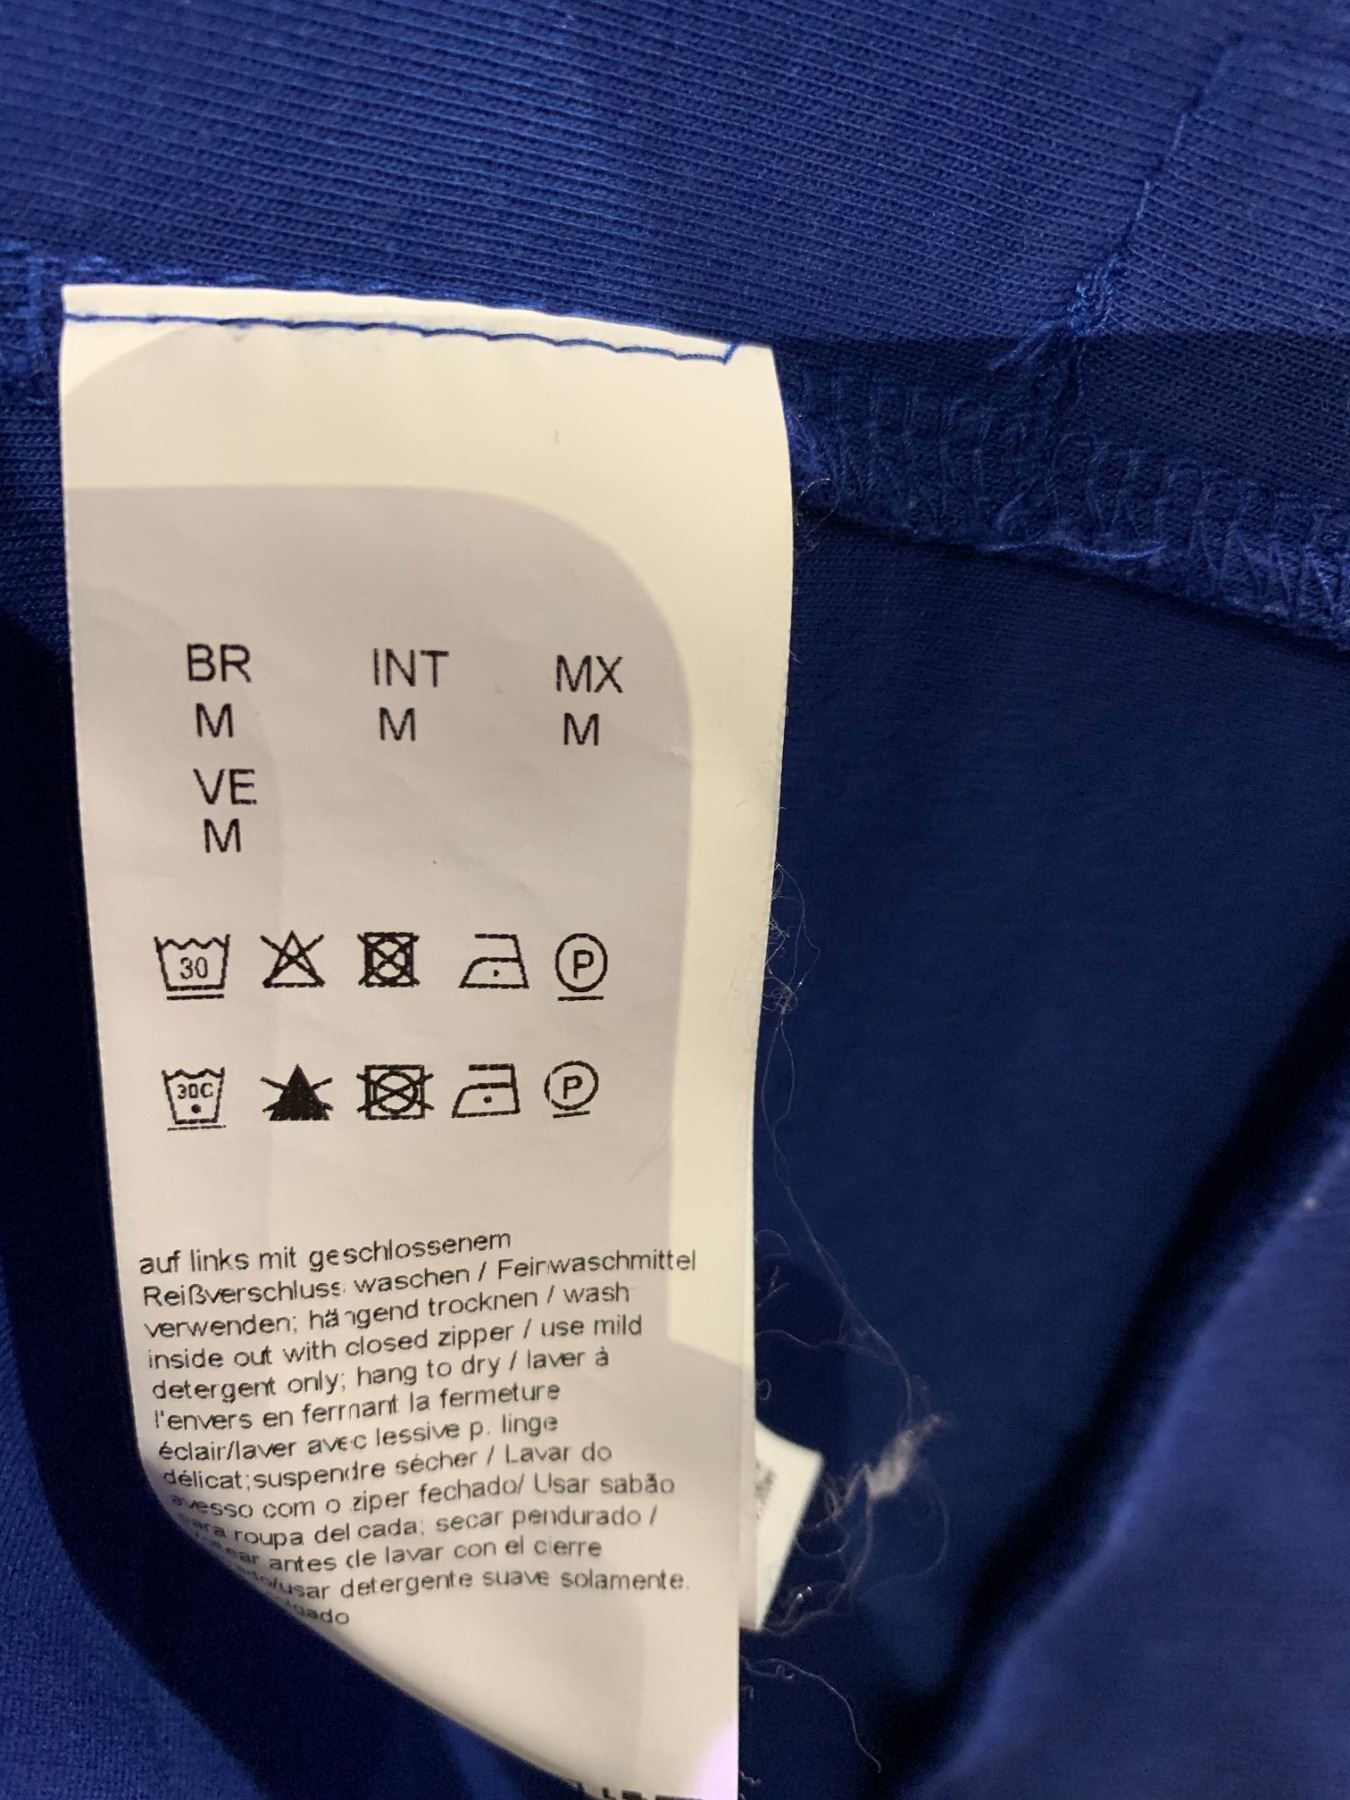 BR INT MX
M M M
VE
M
30 P
30C P
auf links mit geschlossenem
Reißverschluss waschen / Feinwaschmittel
verwenden; hängend trocknen / wash
inside out with closed zipper / use mild
detergent only; hang to dry / laver à
l'envers en fermant la fermeture
éclair/laver avec lessive p. linge
délicat;suspendre sécher / Lavar do
avesso com o ziper fechado/ Usar sabão
para roupa delicada; secar pendurado /
antes de lavar con el cierre
/usar detergente suave solamente.